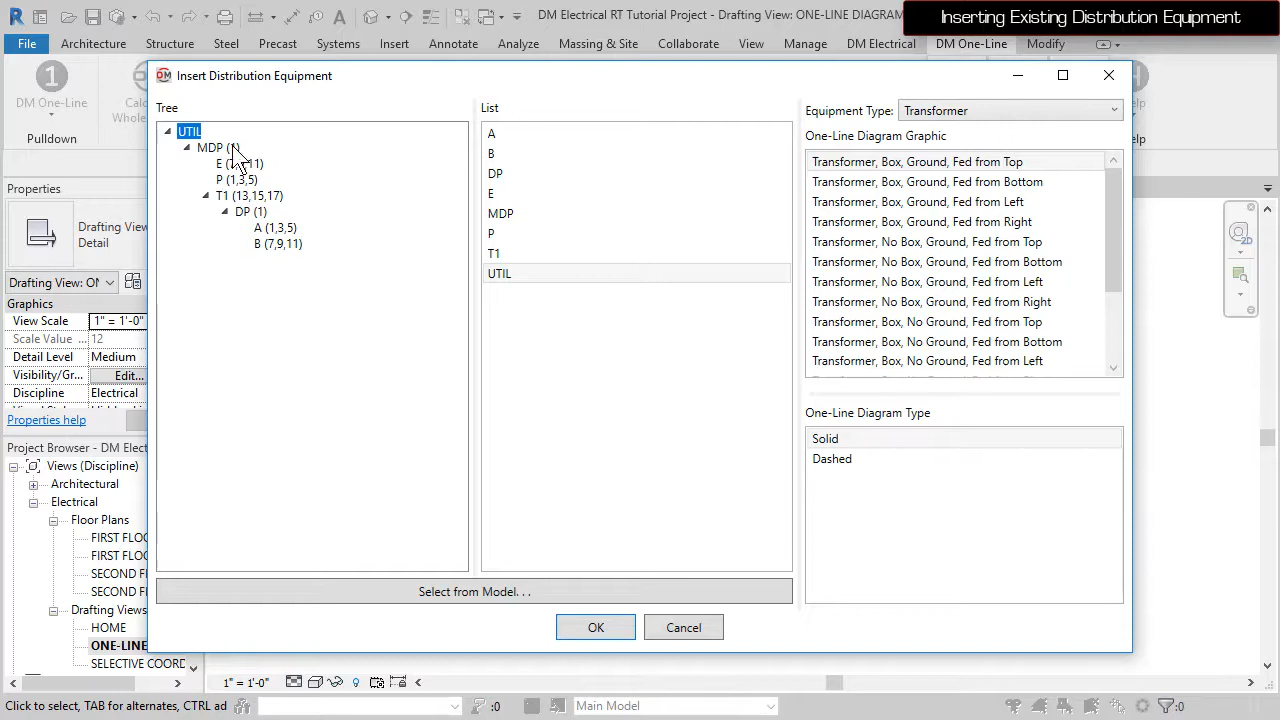 DM Electrical RT Tutorial Project - Drafting View: ONE-LINE DIAGRAM
Inserting Existing Distribution Equipment
File
Architecture
Structure
Steel
Precast
Systems
Insert
Annotate
Analyze
Massing & Site
Collaborate
View
Manage
DM Electrical
DM One-Line
Modify
DM One-Line
Whole
Pulldown
Insert Distribution Equipment
Tree
List
Equipment Type:
Transformer
One-Line Diagram Graphic
UTIL
MDP
P (1,3,5)
T1 (13,15,17)
DP (1)
A (1,3,5)
B (7,9,11)
A
B
DP
E
MDP
P
T1
UTIL
Transformer, Box, Ground, Fed from Top
Transformer, Box, Ground, Fed from Bottom
Transformer, Box, Ground, Fed from Left
Transformer, Box, Ground, Fed from Right
Transformer, No Box, Ground, Fed from Top
Transformer, No Box, Ground, Fed from Bottom
Transformer, No Box, Ground, Fed from Left
Transformer, No Box, Ground, Fed from Right
Transformer, Box, No Ground, Fed from Top
Transformer, Box, No Ground, Fed from Bottom
Transformer, Box, No Ground, Fed from Left
One-Line Diagram Type
Solid
Dashed
Select from Model. . .
OK
Cancel
Drafting View
Detail
Drafting View: ON
Graphics
View Scale
1" = 1'-0"
Scale Value ...
12
Detail Level
Medium
Visibility/Gr...
Edit...
Discipline
Electrical
Properties help
Project Browser - DM Electri
Views (Discipline)
Architectural
Electrical
Floor Plans
FIRST FLO
FIRST FLOO
SECOND F
SECOND F
Drafting Views
HOME
ONE-LINE
SELECTIVE COORD
2D
1" = 1'-0"
Click to select, TAB for alternates, CTRL ad
:0
Main Model
:0